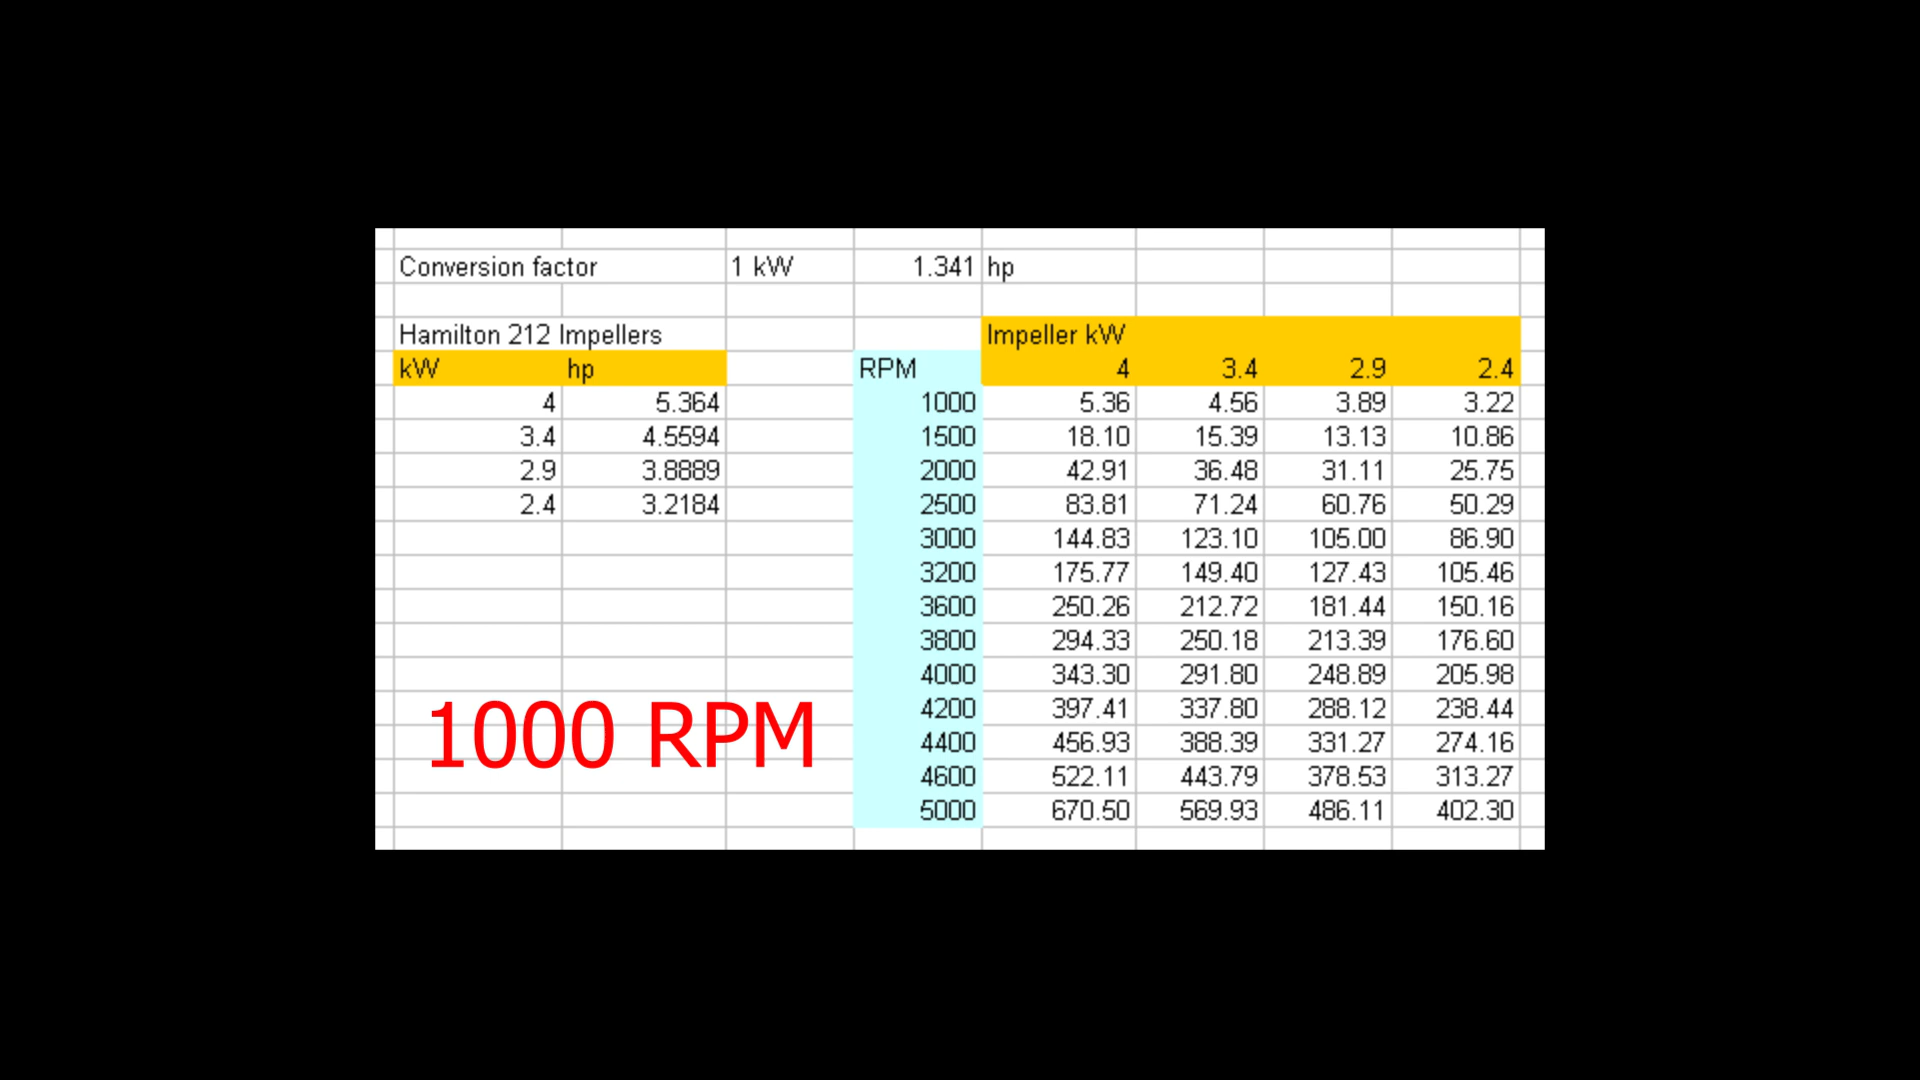 Conversion factor 1 kW 1.341 hp
Hamilton 212 Impellers Impeller kW
kW hp RPM 4 3.4 2.9 2.4
4 5.364 1000 5.36 4.56 3.89 3.22
3.4 4.5594 1500 18.10 15.39 13.13 10.86
2.9 3.8889 2000 42.91 36.48 31.11 25.75
2.4 3.2184 2500 83.81 71.24 60.76 50.29
3000 144.83 123.10 105.00 86.90
3200 175.77 149.40 127.43 105.46
3600 250.26 212.72 181.44 150.16
3800 294.33 250.18 213.39 176.60
4000 343.30 291.80 248.89 205.98
4200 397.41 337.80 288.12 238.44
1000 RPM
4400 456.93 388.39 331.27 274.16
4600 522.11 443.79 378.53 313.27
5000 670.50 569.93 486.11 402.30